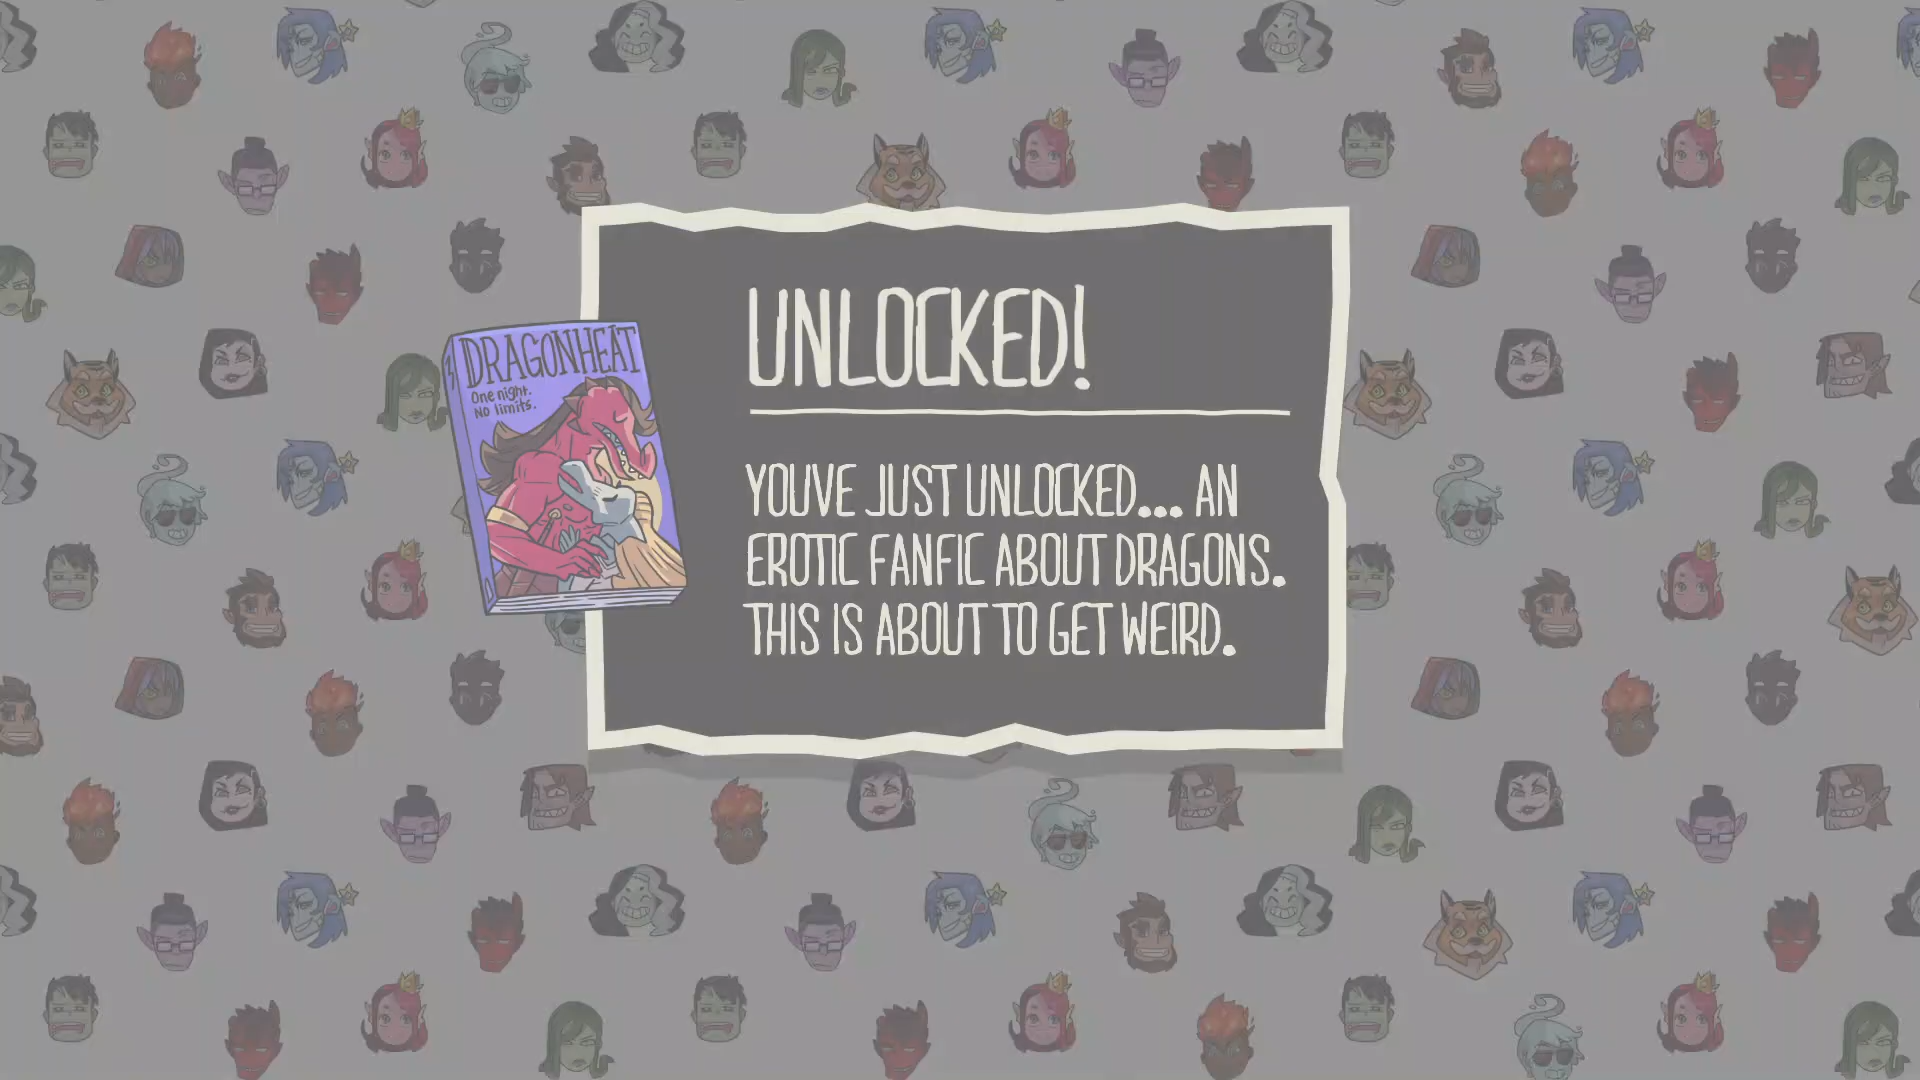 DRAGONHEAT
One night.
No limits.
UNLOCKED!
YOUVE JUST UNLOCKED... AN
EROTIC FANFIC ABOUT DRAGONS.
THIS IS ABOUT TO GET WEIRD.